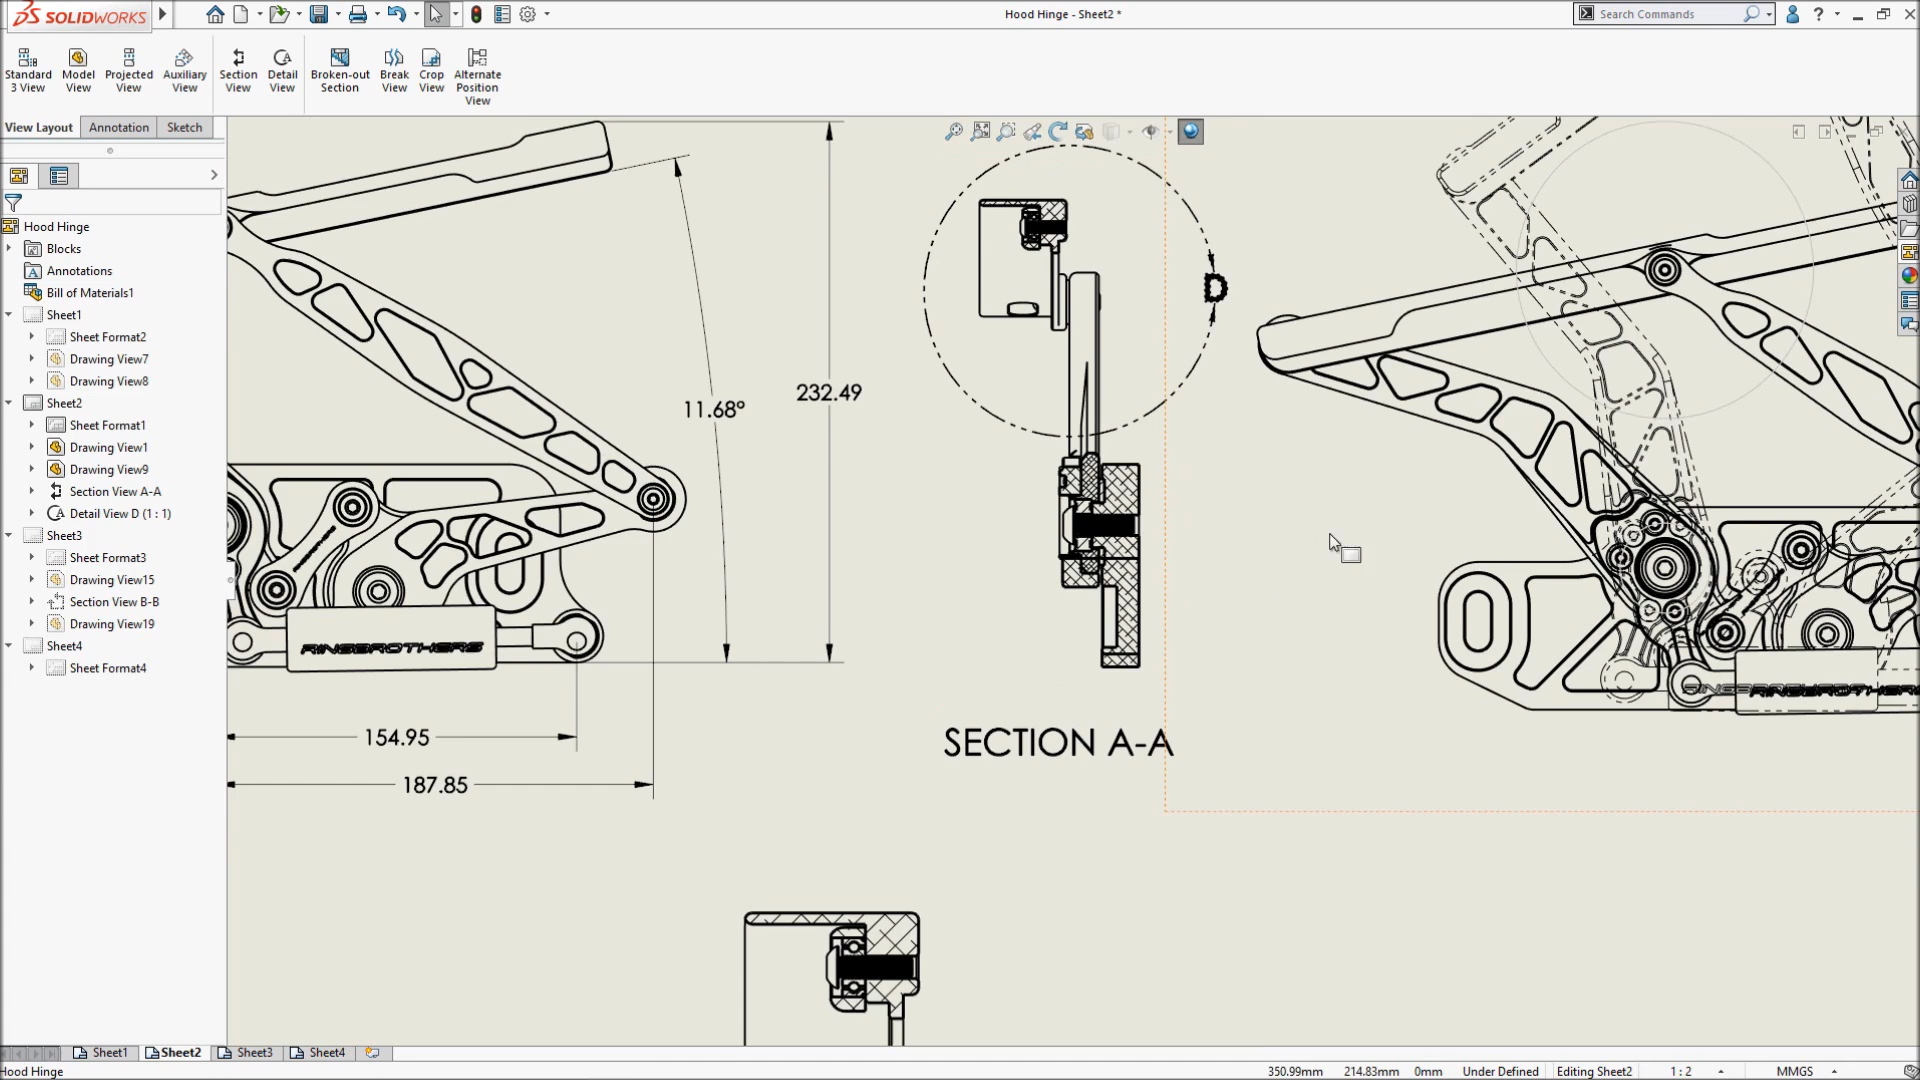 SOLIDWORKS
Hood Hinge - Sheet2 *
Search Commands
?
Standard 3 View
Model View
Projected View
Auxiliary View
Section View
Detail View
Broken-out Section
Break View
Crop View
Alternate Position View
View Layout
Annotation
Sketch
Hood Hinge
Blocks
Annotations
Bill of Materials1
Sheet1
Sheet Format2
Drawing View7
Drawing View8
Sheet2
Sheet Format1
Drawing View1
Drawing View9
Section View A-A
Detail View D (1 : 1)
Sheet3
Sheet Format3
Drawing View15
Section View B-B
Drawing View19
Sheet4
Sheet Format4
11.68°
232.49
D
RINGBROTHERS
RINGBROTHERS
154.95
187.85
SECTION A-A
Sheet1
Sheet2
Sheet3
Sheet4
Hood Hinge
350.99mm
214.83mm
0mm
Under Defined
Editing Sheet2
1 : 2
MMGS